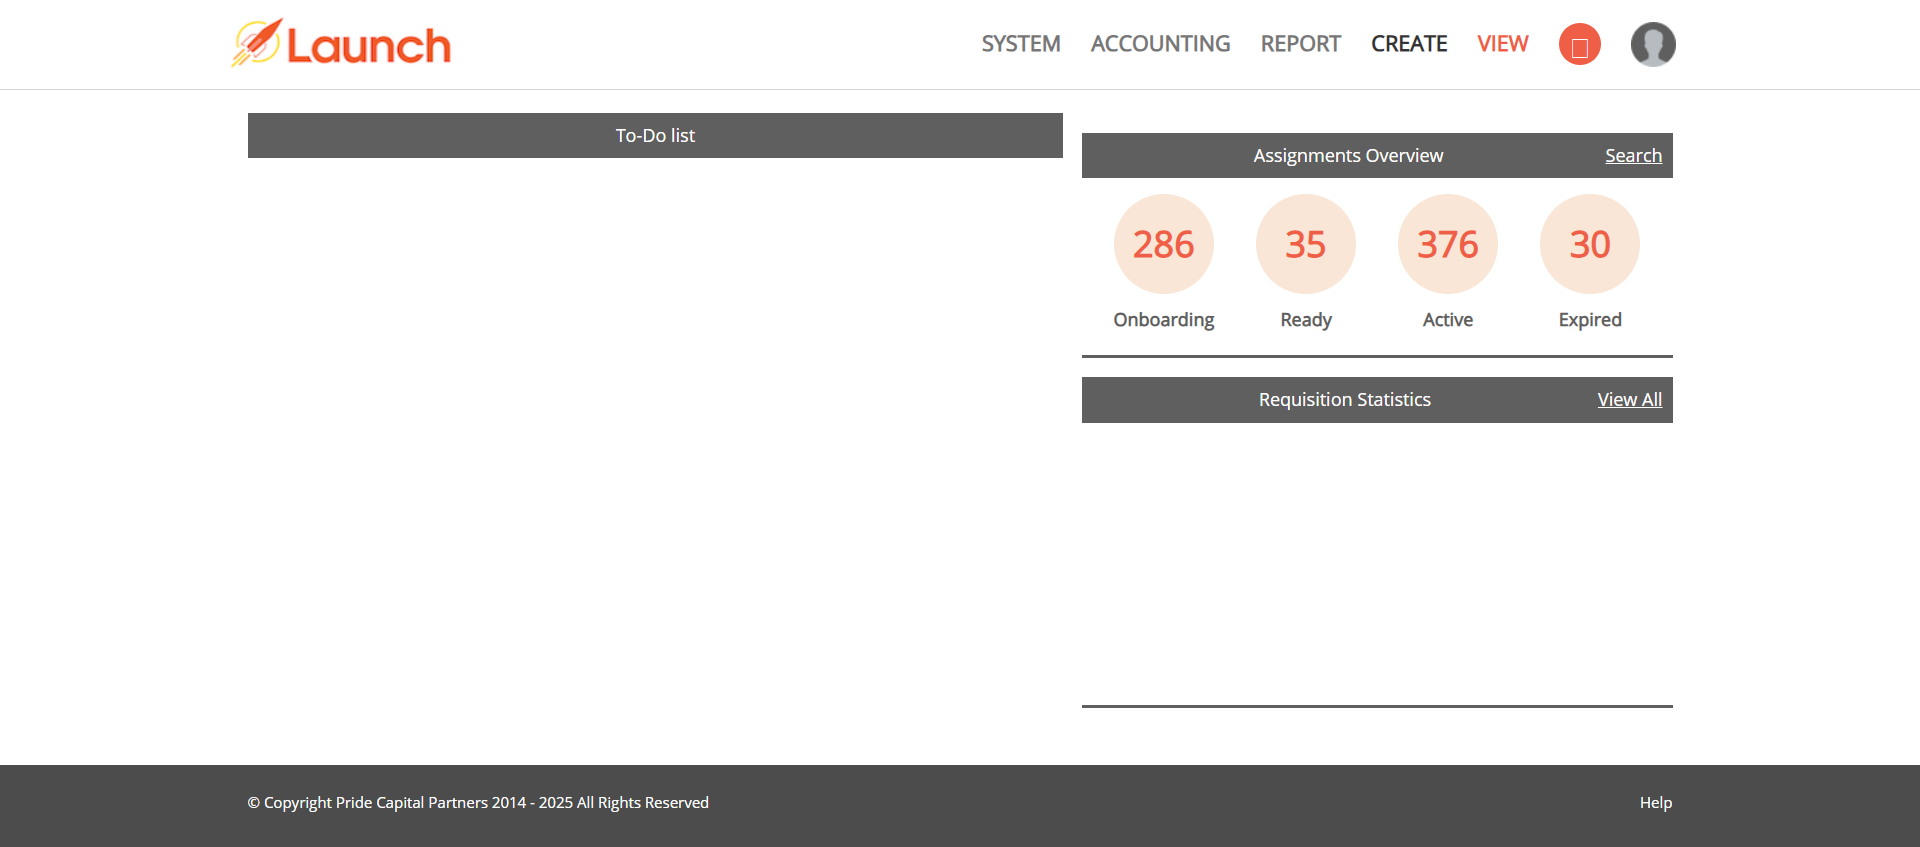 Launch
SYSTEM ACCOUNTING REPORT CREATE VIEW
To-Do list
Assignments Overview Search
286 35 376 30
Onboarding Ready Active Expired
Requisition Statistics View All
© Copyright Pride Capital Partners 2014 - 2025 All Rights Reserved Help